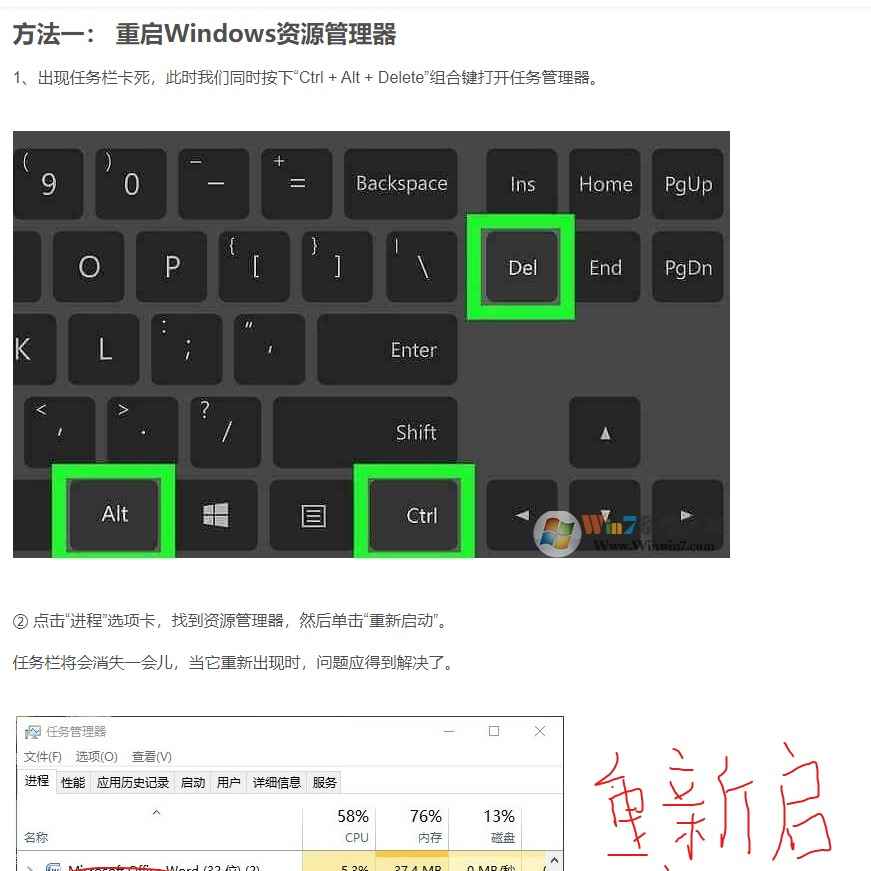 方法一： 重启Windows资源管理器
1、出现任务栏卡死，此时我们同时按下“Ctrl + Alt + Delete”组合键打开任务管理器。
( 9 ) 0 – – + = Backspace Ins Home PgUp
O P { [ } ] | \ Del End PgDn
K L : ; " ' Enter
< , > . ? / Shift ▲
Alt Ctrl ◄ ▼ ►
Win7
Www.Winwin7.com
② 点击“进程”选项卡，找到资源管理器，然后单击“重新启动”。
任务栏将会消失一会儿，当它重新出现时，问题应得到解决了。
任务管理器
文件(F) 选项(O) 查看(V)
进程 性能 应用历史记录 启动 用户 详细信息 服务
58% 76% 13%
名称 CPU 内存 磁盘
Microsoft Office Word (32 位) (2) 5.3% 37.4 MB 0 MB/秒
重新启